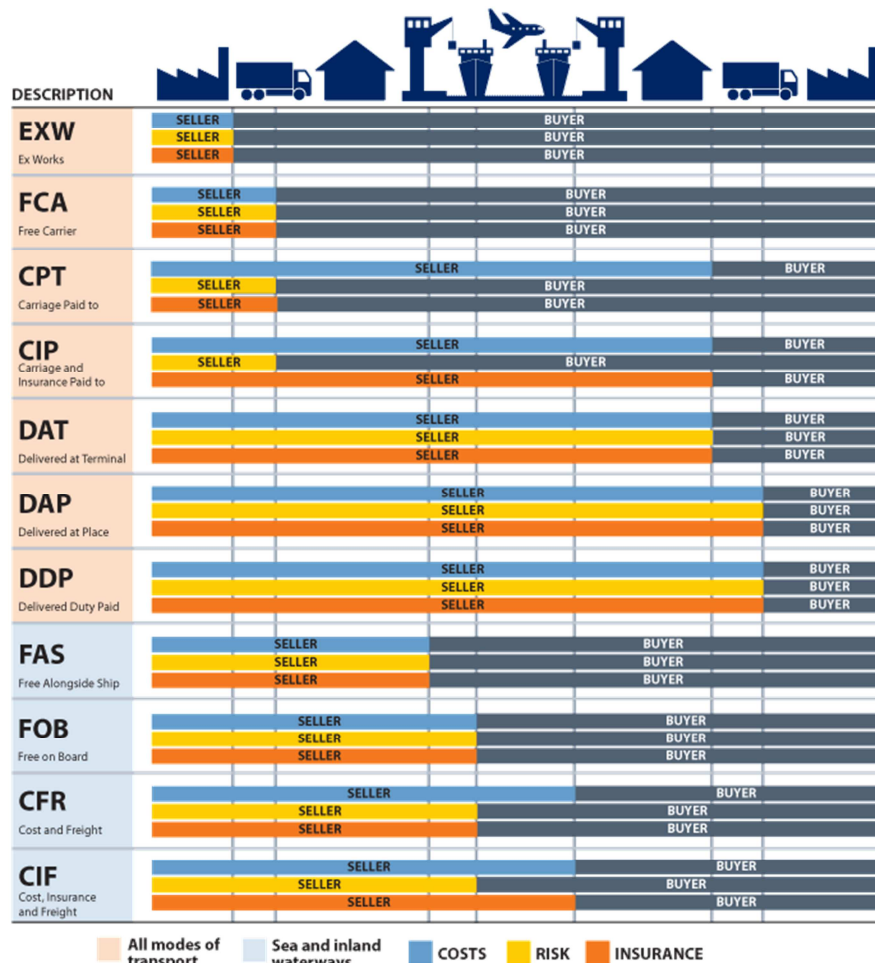 DESCRIPTION
EXW
Ex Works
SELLER BUYER
SELLER BUYER
SELLER BUYER
FCA
Free Carrier
SELLER BUYER
SELLER BUYER
SELLER BUYER
CPT
Carriage Paid to
SELLER BUYER
SELLER BUYER
SELLER BUYER
CIP
Carriage and
Insurance Paid to
SELLER BUYER
SELLER BUYER
SELLER BUYER
DAT
Delivered at Terminal
SELLER BUYER
SELLER BUYER
SELLER BUYER
DAP
Delivered at Place
SELLER BUYER
SELLER BUYER
SELLER BUYER
DDP
Delivered Duty Paid
SELLER BUYER
SELLER BUYER
SELLER BUYER
FAS
Free Alongside Ship
SELLER BUYER
SELLER BUYER
SELLER BUYER
FOB
Free on Board
SELLER BUYER
SELLER BUYER
SELLER BUYER
CFR
Cost and Freight
SELLER BUYER
SELLER BUYER
SELLER BUYER
CIF
Cost, Insurance
and Freight
SELLER BUYER
SELLER BUYER
SELLER BUYER
All modes of
transport
Sea and inland
waterways
COSTS
RISK
INSURANCE